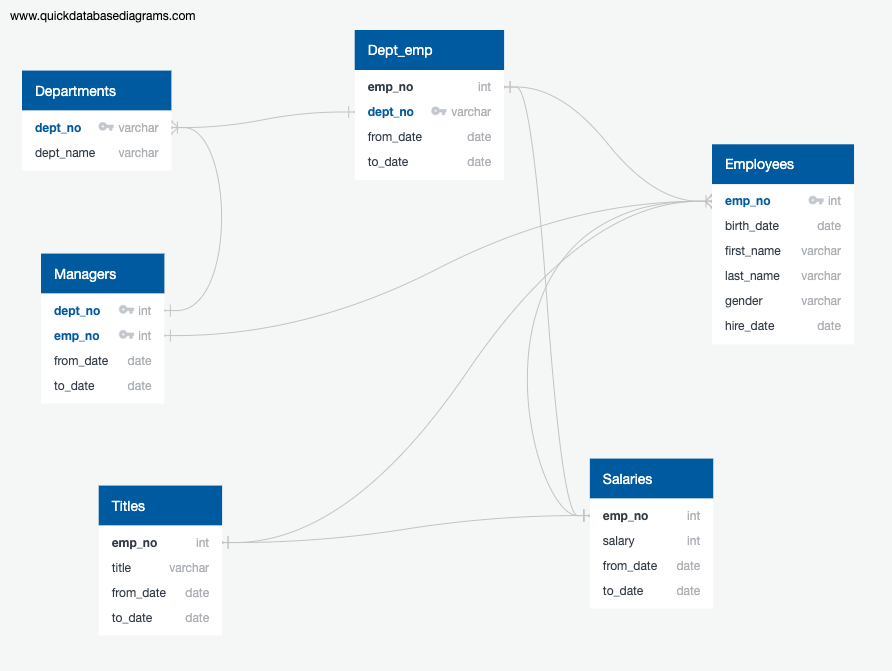 www.quickdatabasediagrams.com
Departments
dept_no varchar
dept_name varchar
Dept_emp
emp_no int
dept_no varchar
from_date date
to_date date
Employees
emp_no int
birth_date date
first_name varchar
last_name varchar
gender varchar
hire_date date
Managers
dept_no int
emp_no int
from_date date
to_date date
Titles
emp_no int
title varchar
from_date date
to_date date
Salaries
emp_no int
salary int
from_date date
to_date date